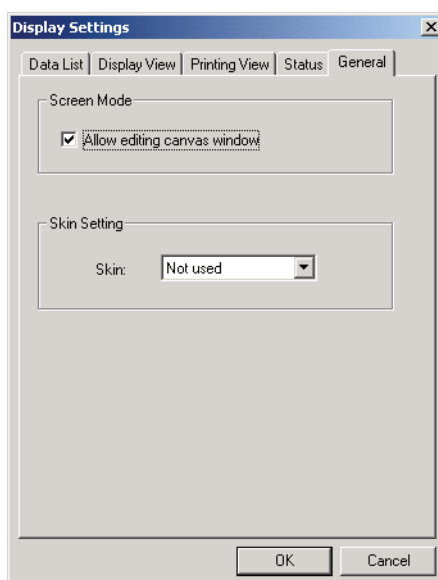 Display Settings
Data List Display View Printing View Status General
Screen Mode
Allow editing canvas window
Skin Setting
Skin: Not used
OK Cancel